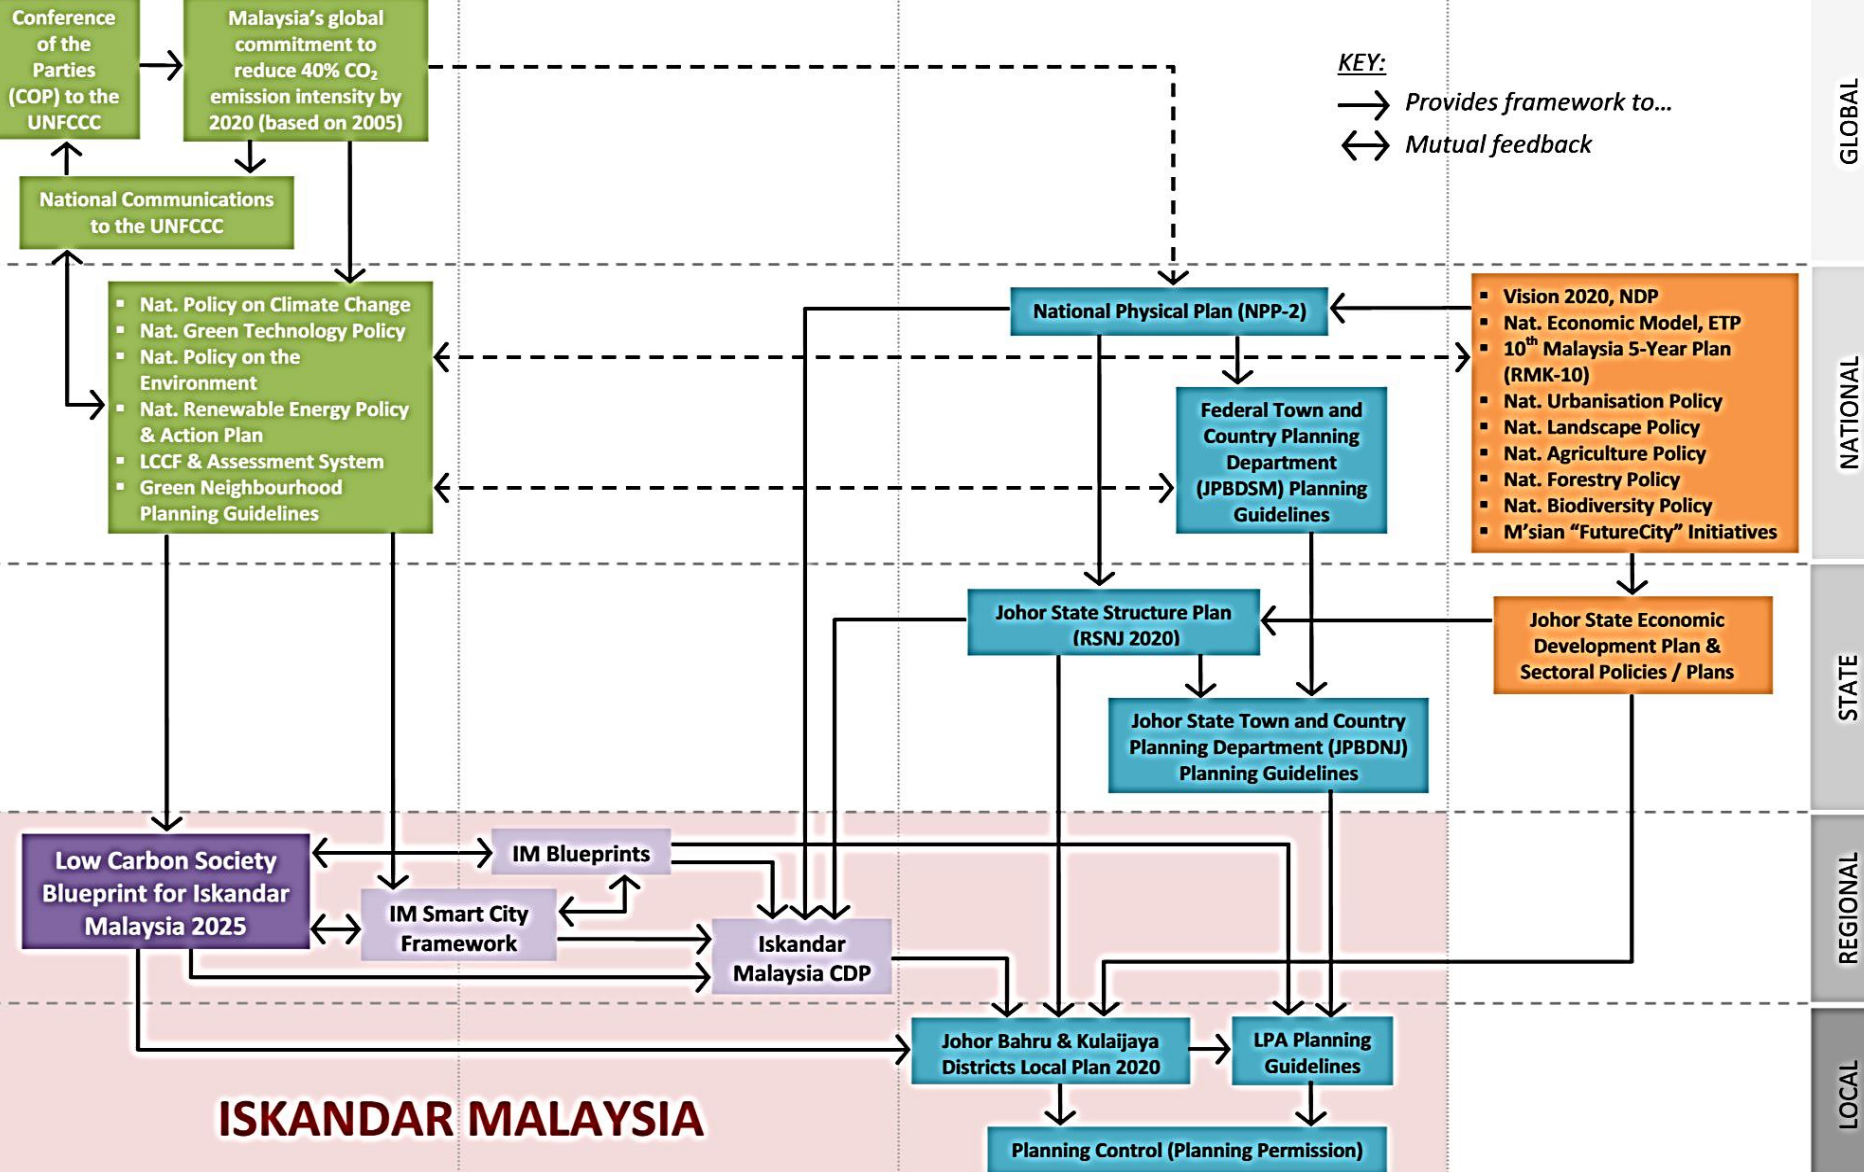 Conference
of the
Parties
(COP) to the
UNFCCC
Malaysia's global
commitment to
reduce 40% CO₂
emission intensity by
2020 (based on 2005)
KEY:
Provides framework to...
Mutual feedback
GLOBAL
National Communications
to the UNFCCC
▪ Nat. Policy on Climate Change
▪ Nat. Green Technology Policy
▪ Nat. Policy on the
Environment
▪ Nat. Renewable Energy Policy
& Action Plan
▪ LCCF & Assessment System
▪ Green Neighbourhood
Planning Guidelines
National Physical Plan (NPP-2)
Federal Town and
Country Planning
Department
(JPBDSM) Planning
Guidelines
▪ Vision 2020, NDP
▪ Nat. Economic Model, ETP
▪ 10th Malaysia 5-Year Plan
(RMK-10)
▪ Nat. Urbanisation Policy
▪ Nat. Landscape Policy
▪ Nat. Agriculture Policy
▪ Nat. Forestry Policy
▪ Nat. Biodiversity Policy
▪ M'sian "FutureCity" Initiatives
NATIONAL
Johor State Structure Plan
(RSNJ 2020)
Johor State Economic
Development Plan &
Sectoral Policies / Plans
Johor State Town and Country
Planning Department (JPBDNJ)
Planning Guidelines
STATE
Low Carbon Society
Blueprint for Iskandar
Malaysia 2025
IM Blueprints
IM Smart City
Framework
Iskandar
Malaysia CDP
REGIONAL
Johor Bahru & Kulaijaya
Districts Local Plan 2020
LPA Planning
Guidelines
ISKANDAR MALAYSIA
Planning Control (Planning Permission)
LOCAL